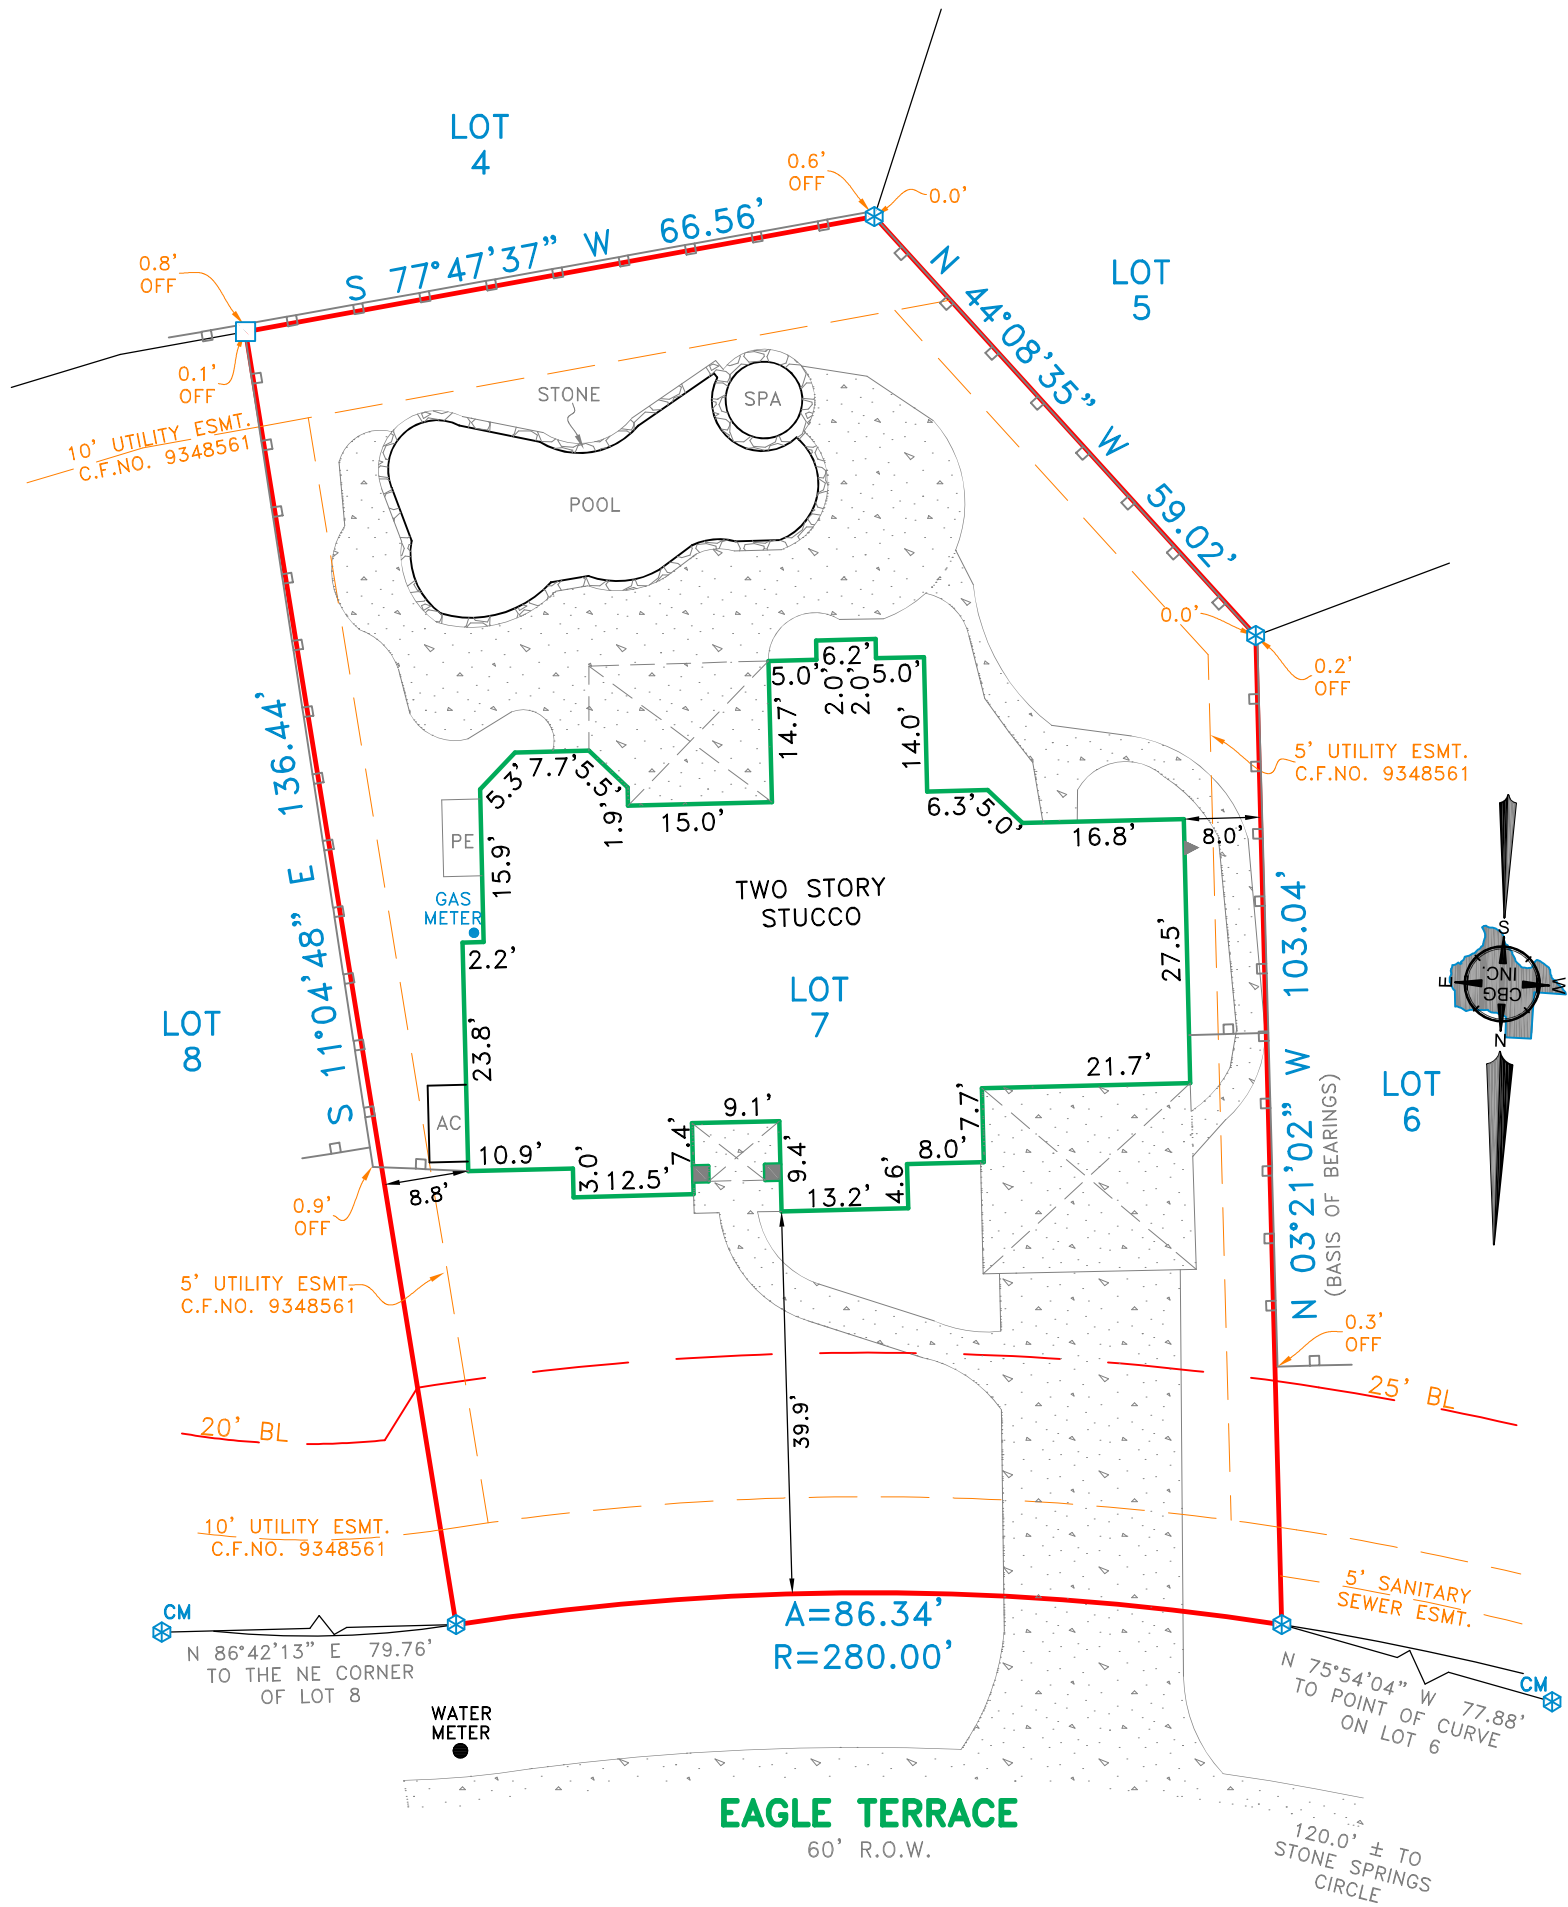 LOT
4
0.6'
OFF
0.0'
S 77°47'37" W 66.56'
0.8'
OFF
LOT
5
N 44°08'35" W 59.02'
0.1'
OFF
STONE
SPA
10' UTILITY ESMT.
C.F.NO. 9348561
POOL
0.0'
0.2'
OFF
6.2'
5.0'
5.0'
2.0'
2.0'
14.7'
14.0'
5' UTILITY ESMT.
C.F.NO. 9348561
S 11°04'48" E 136.44'
5.3'
7.7'
5.5'
1.9'
15.0'
6.3'
5.0'
16.8'
8.0'
PE
15.9'
GAS
METER
TWO STORY
STUCCO
2.2'
27.5'
N 03°21'02" W 103.04'
(BASIS OF BEARINGS)
S
E
W
N
CBG
INC.
LOT
7
LOT
8
23.8'
21.7'
LOT
6
AC
9.1'
7.7'
7.4'
9.4'
10.9'
3.0'
12.5'
8.0'
4.6'
13.2'
8.8'
0.9'
OFF
5' UTILITY ESMT.
C.F.NO. 9348561
0.3'
OFF
20' BL
25' BL
39.9'
10' UTILITY ESMT.
C.F.NO. 9348561
5' SANITARY
SEWER ESMT.
CM
A=86.34'
R=280.00'
N 86°42'13" E 79.76'
TO THE NE CORNER
OF LOT 8
CM
N 75°54'04" W 77.88'
TO POINT OF CURVE
ON LOT 6
WATER
METER
EAGLE TERRACE
60' R.O.W.
120.0' ± TO
STONE SPRINGS
CIRCLE